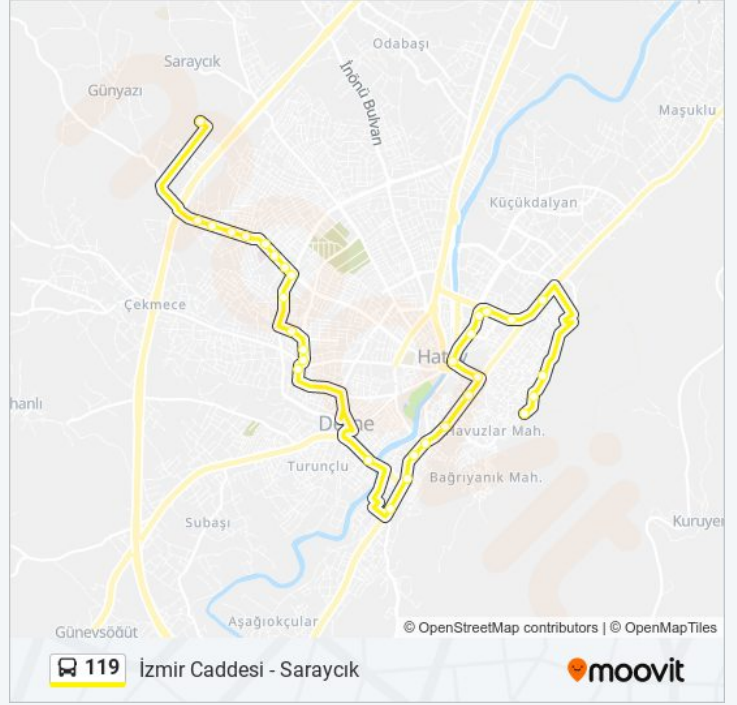 Odabaşı
Saraycık
İnönü Bulvarı
Günyazı
Maşuklu
Küçükdalyan
Çekmece
Hatay
hanlı
Havuzlar Mah.
Turunçlu
Bağrıyanık Mah.
Subaşı
Kuruyer
Aşağıokçular
© OpenStreetMap contributors | © OpenMapTiles
Günevsöğüt
119 İzmir Caddesi - Saraycık
moovit